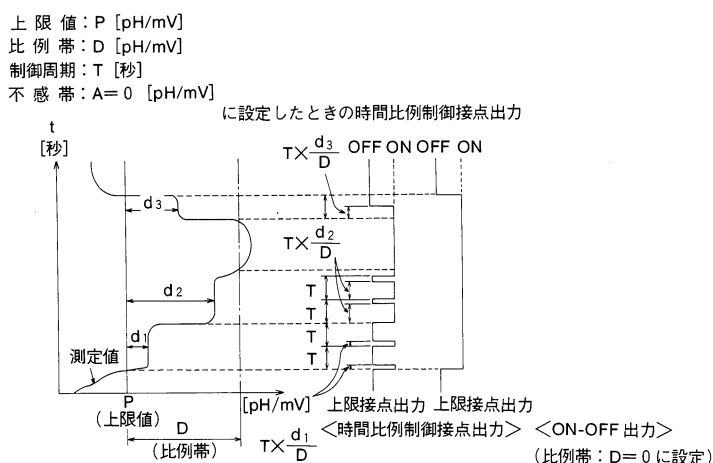 上限値：P [pH/mV]
比例帯：D [pH/mV]
制御周期：T [秒]
不感帯：A＝0 [pH/mV]
に設定したときの時間比例制御接点出力
t
[秒]
T×d3/D
OFF ON OFF ON
d3
T×d2/D
d2
T
T
d1
T
T
測定値
P
(上限値)
[pH/mV]
上限接点出力 上限接点出力
D
(比例帯)
T×d1/D
＜時間比例制御接点出力＞ ＜ON-OFF出力＞
(比例帯：D＝0に設定)